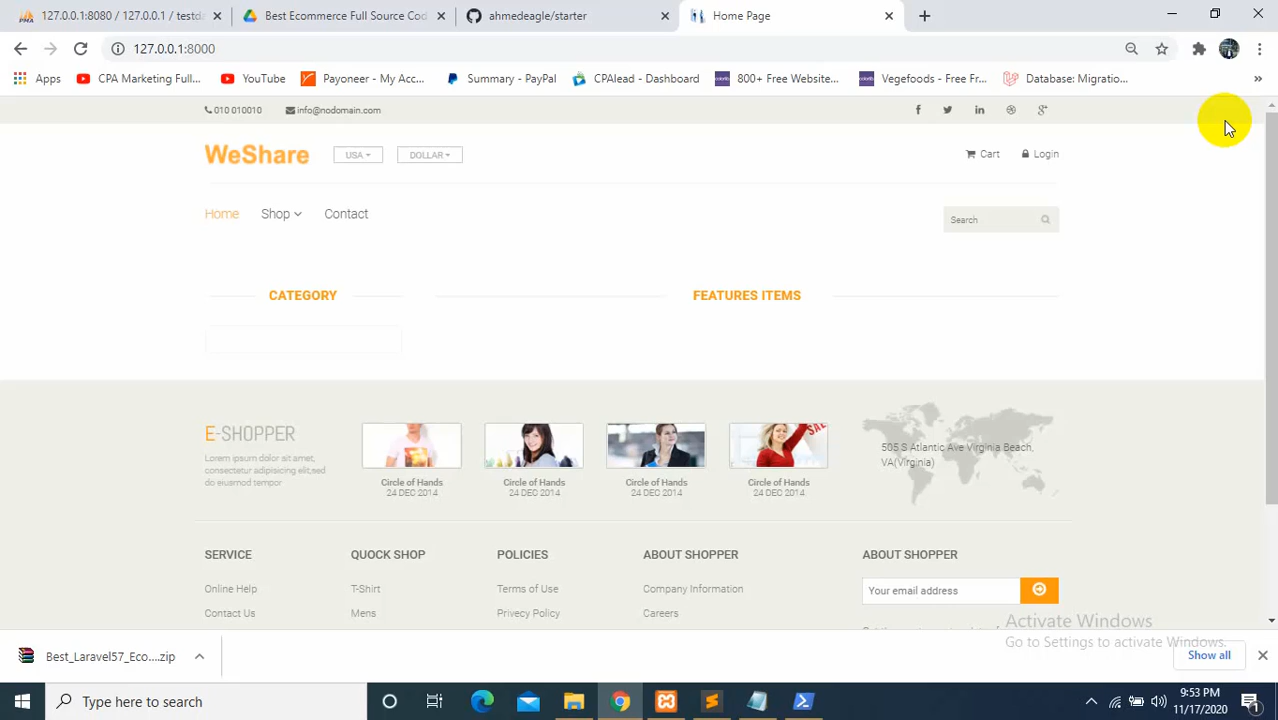 127.0.0.1:8080 / 127.0.0.1 / testda
Best Ecommerce Full Source Cod
ahmedeagle/starter
Home Page
127.0.0.1:8000
Apps
CPA Marketing Full...
YouTube
Payoneer - My Acc...
Summary - PayPal
CPAlead - Dashboard
800+ Free Website...
Vegefoods - Free Fr...
Database: Migratio...
010 010010
info@nodomain.com
WeShare
USA
DOLLAR
Cart
Login
Home
Shop
Contact
Search
CATEGORY
FEATURES ITEMS
E-SHOPPER
Lorem ipsum dolor sit amet,
consectetur adipisicing elit,sed
do eiusmod tempor
Circle of Hands
24 DEC 2014
Circle of Hands
24 DEC 2014
Circle of Hands
24 DEC 2014
Circle of Hands
24 DEC 2014
SALE
505 S Atlantic Ave Virginia Beach,
VA(Virginia)
SERVICE
QUOCK SHOP
POLICIES
ABOUT SHOPPER
ABOUT SHOPPER
Online Help
T-Shirt
Terms of Use
Company Information
Your email address
Contact Us
Mens
Privacy Policy
Careers
Activate Windows
Go to Settings to activate Windows.
Best_Laravel57_Eco....zip
Show all
Type here to search
9:53 PM
11/17/2020